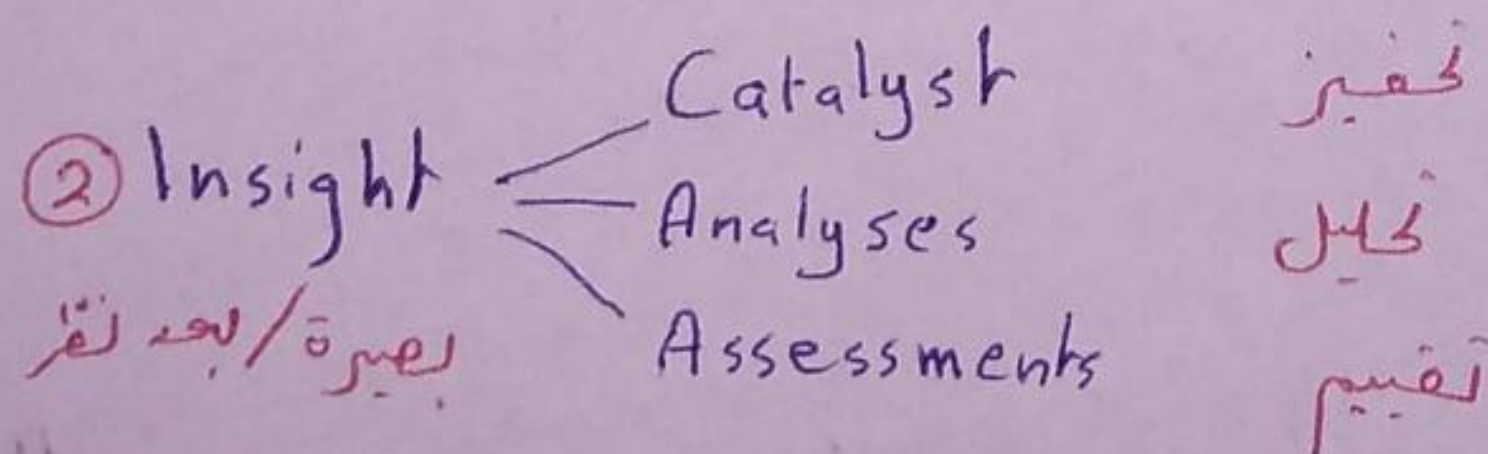 Catalyst تحفيز
② Insight
Analyses تحليل
بصيرة/بعد نظر
Assessments تقييم